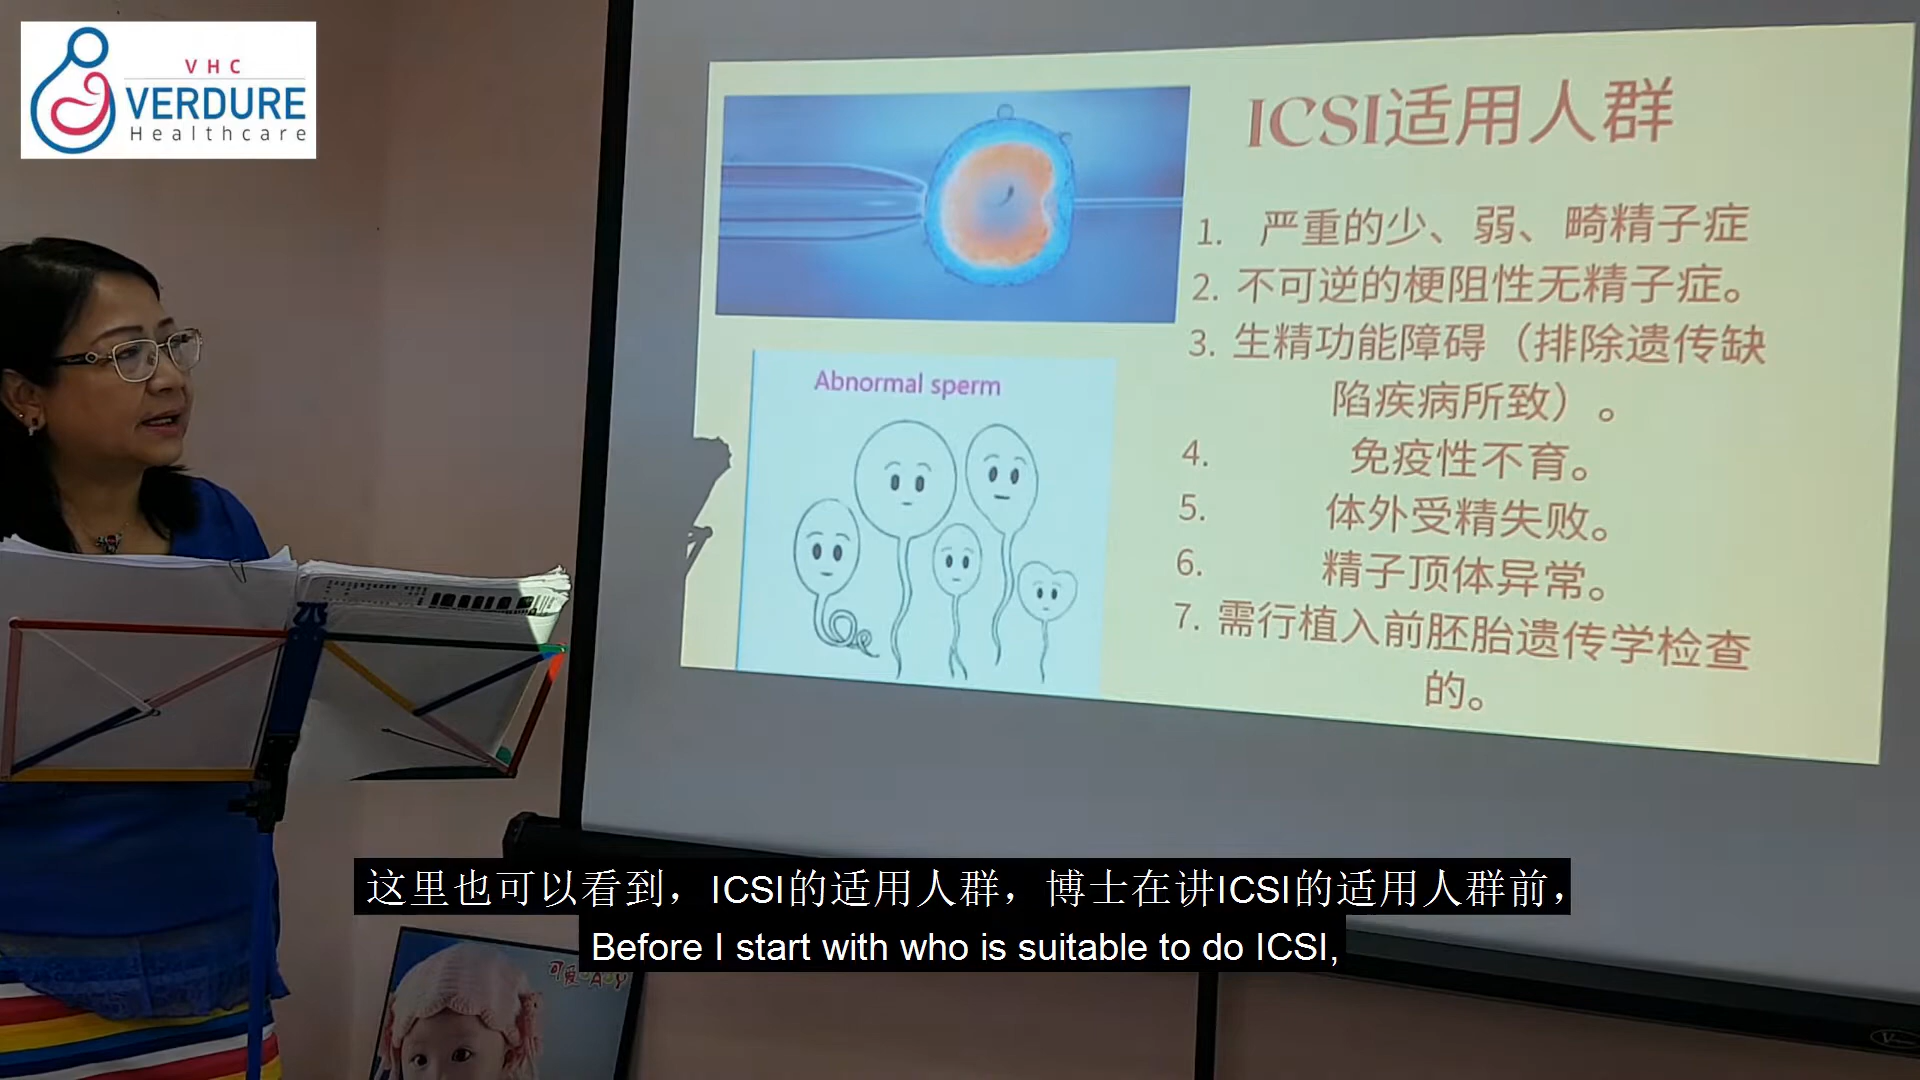 VHC
VERDURE
Healthcare
ICSI适用人群
1. 严重的少、弱、畸精子症
2. 不可逆的梗阻性无精子症。
3. 生精功能障碍（排除遗传缺
陷疾病所致）。
4. 免疫性不育。
5. 体外受精失败。
6. 精子顶体异常。
7. 需行植入前胚胎遗传学检查
的。
Abnormal sperm
这里也可以看到，ICSI的适用人群，博士在讲ICSI的适用人群前，
Before I start with who is suitable to do ICSI,